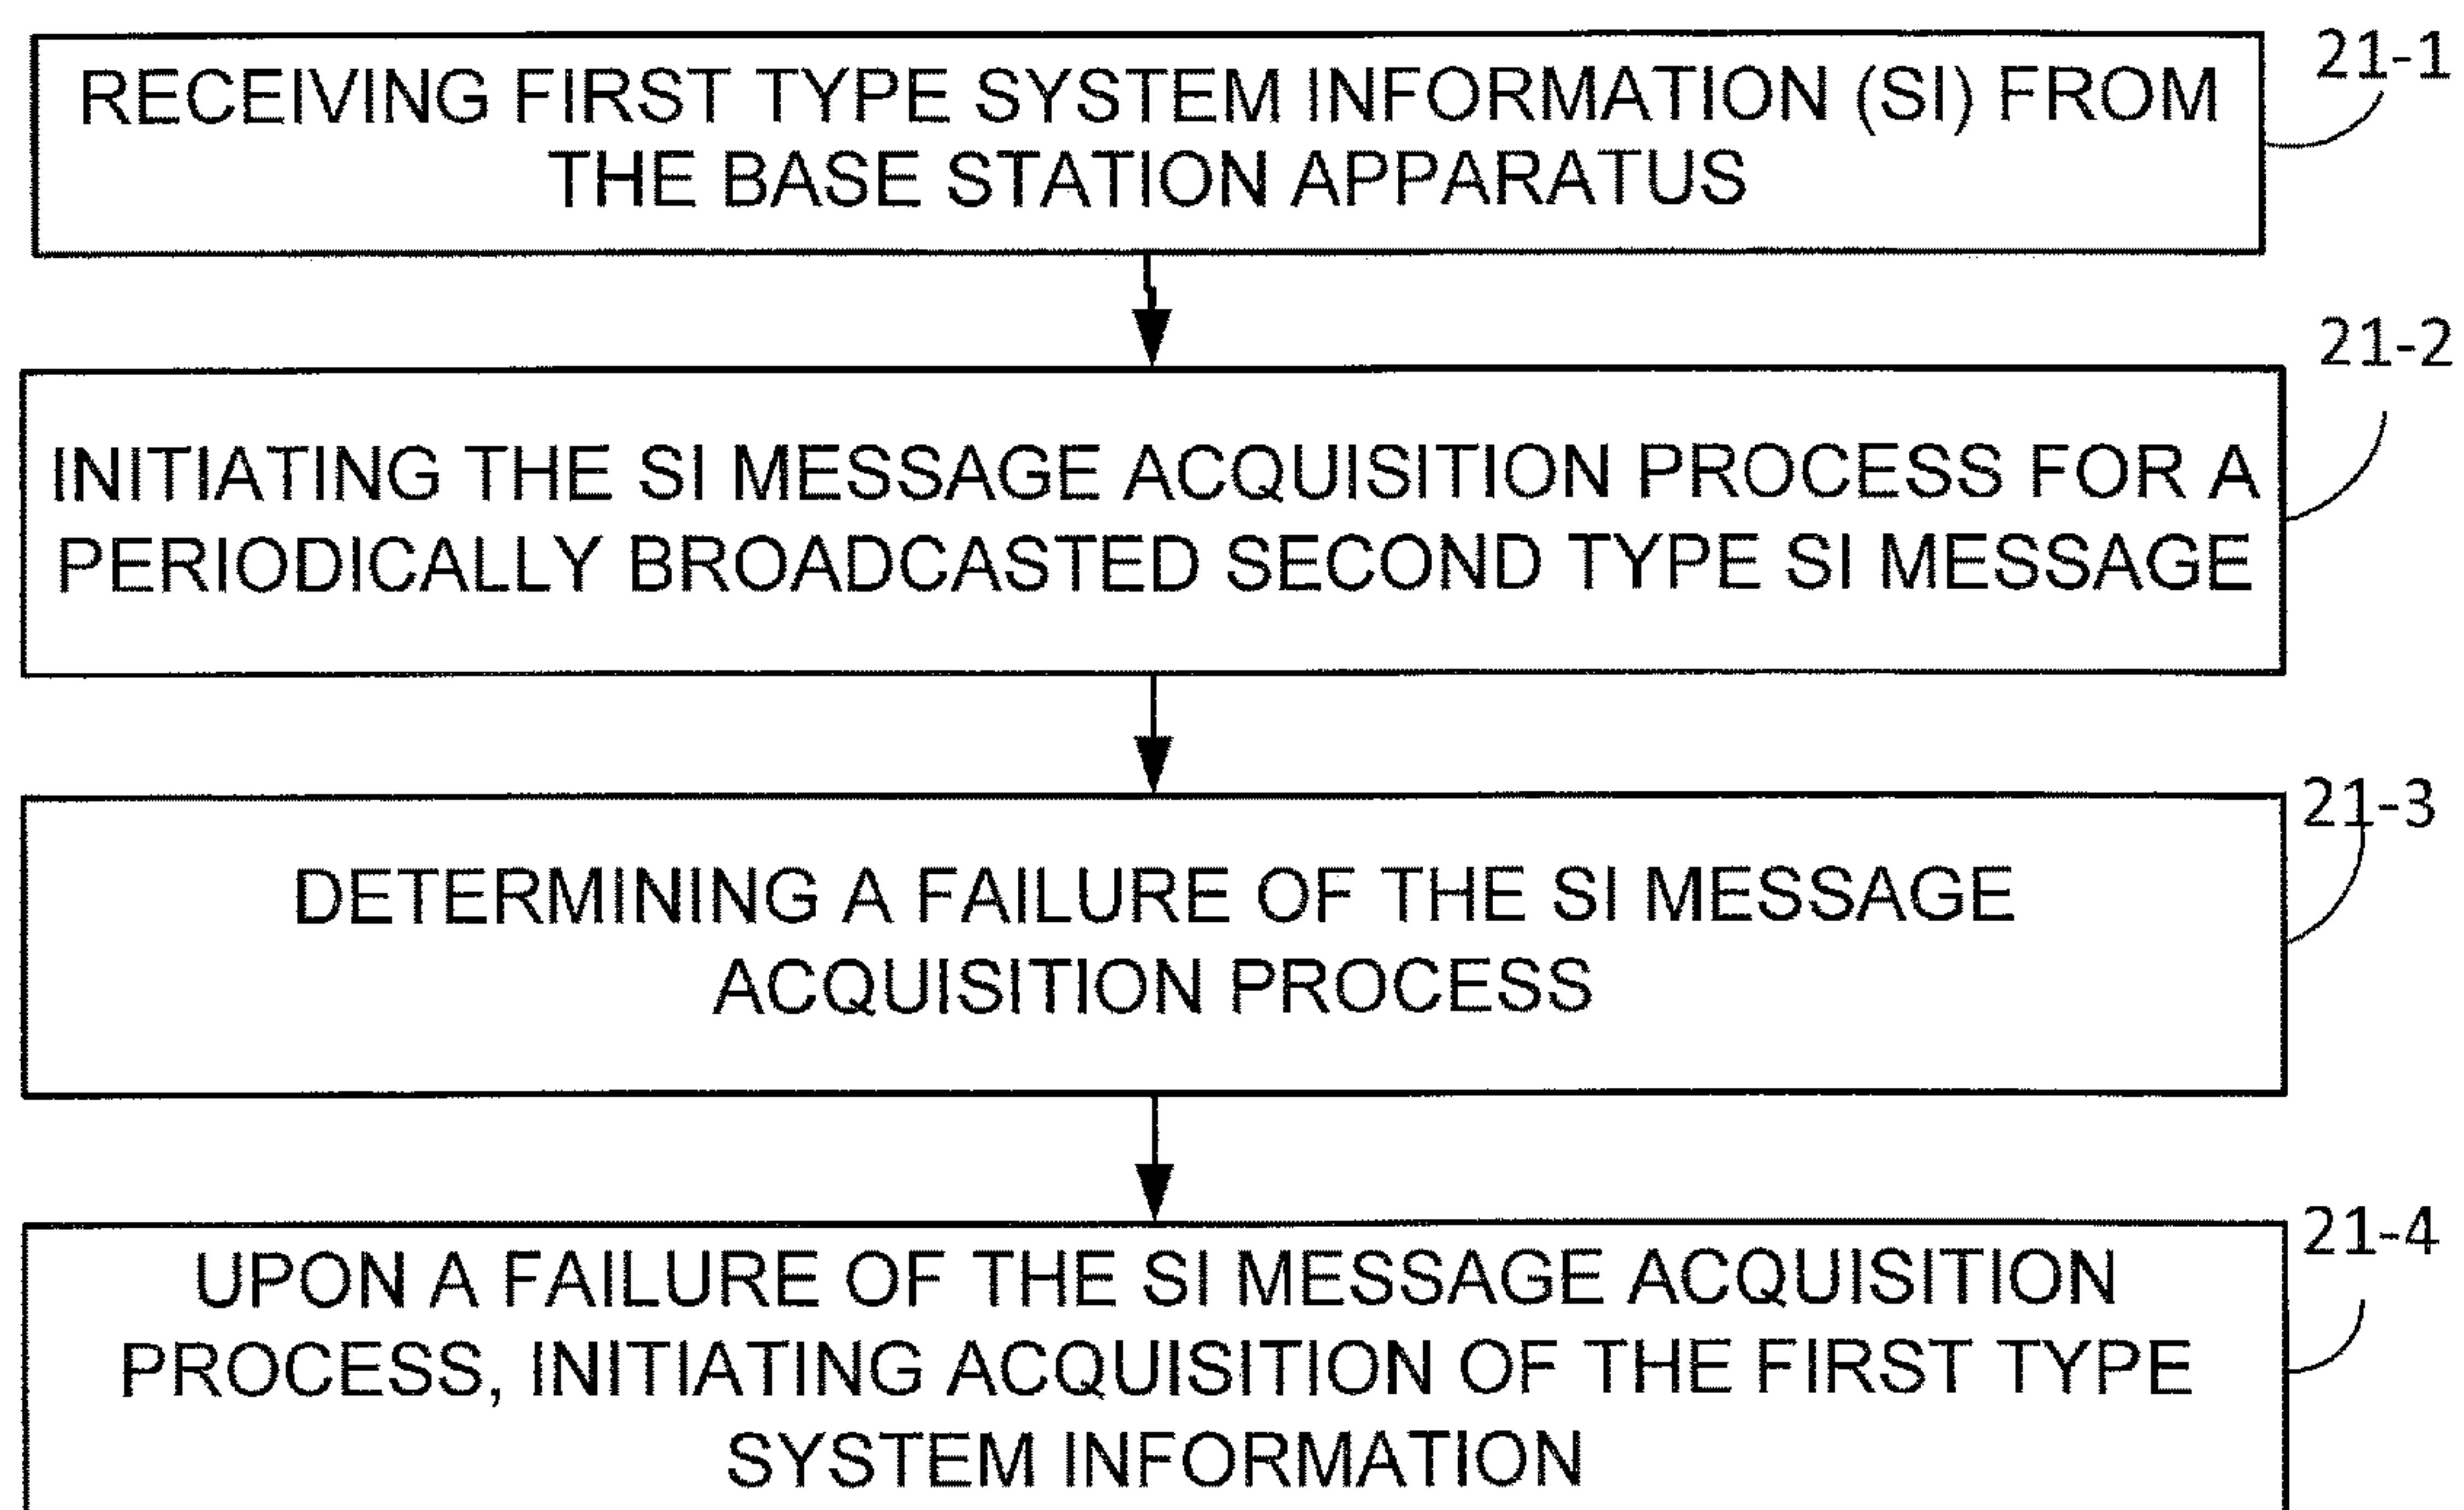 RECEIVING FIRST TYPE SYSTEM INFORMATION (SI) FROM
THE BASE STATION APPARATUS
21-1
INITIATING THE SI MESSAGE ACQUISITION PROCESS FOR A
PERIODICALLY BROADCASTED SECOND TYPE SI MESSAGE
21-2
DETERMINING A FAILURE OF THE SI MESSAGE
ACQUISITION PROCESS
21-3
UPON A FAILURE OF THE SI MESSAGE ACQUISITION
PROCESS, INITIATING ACQUISITION OF THE FIRST TYPE
SYSTEM INFORMATION
21-4